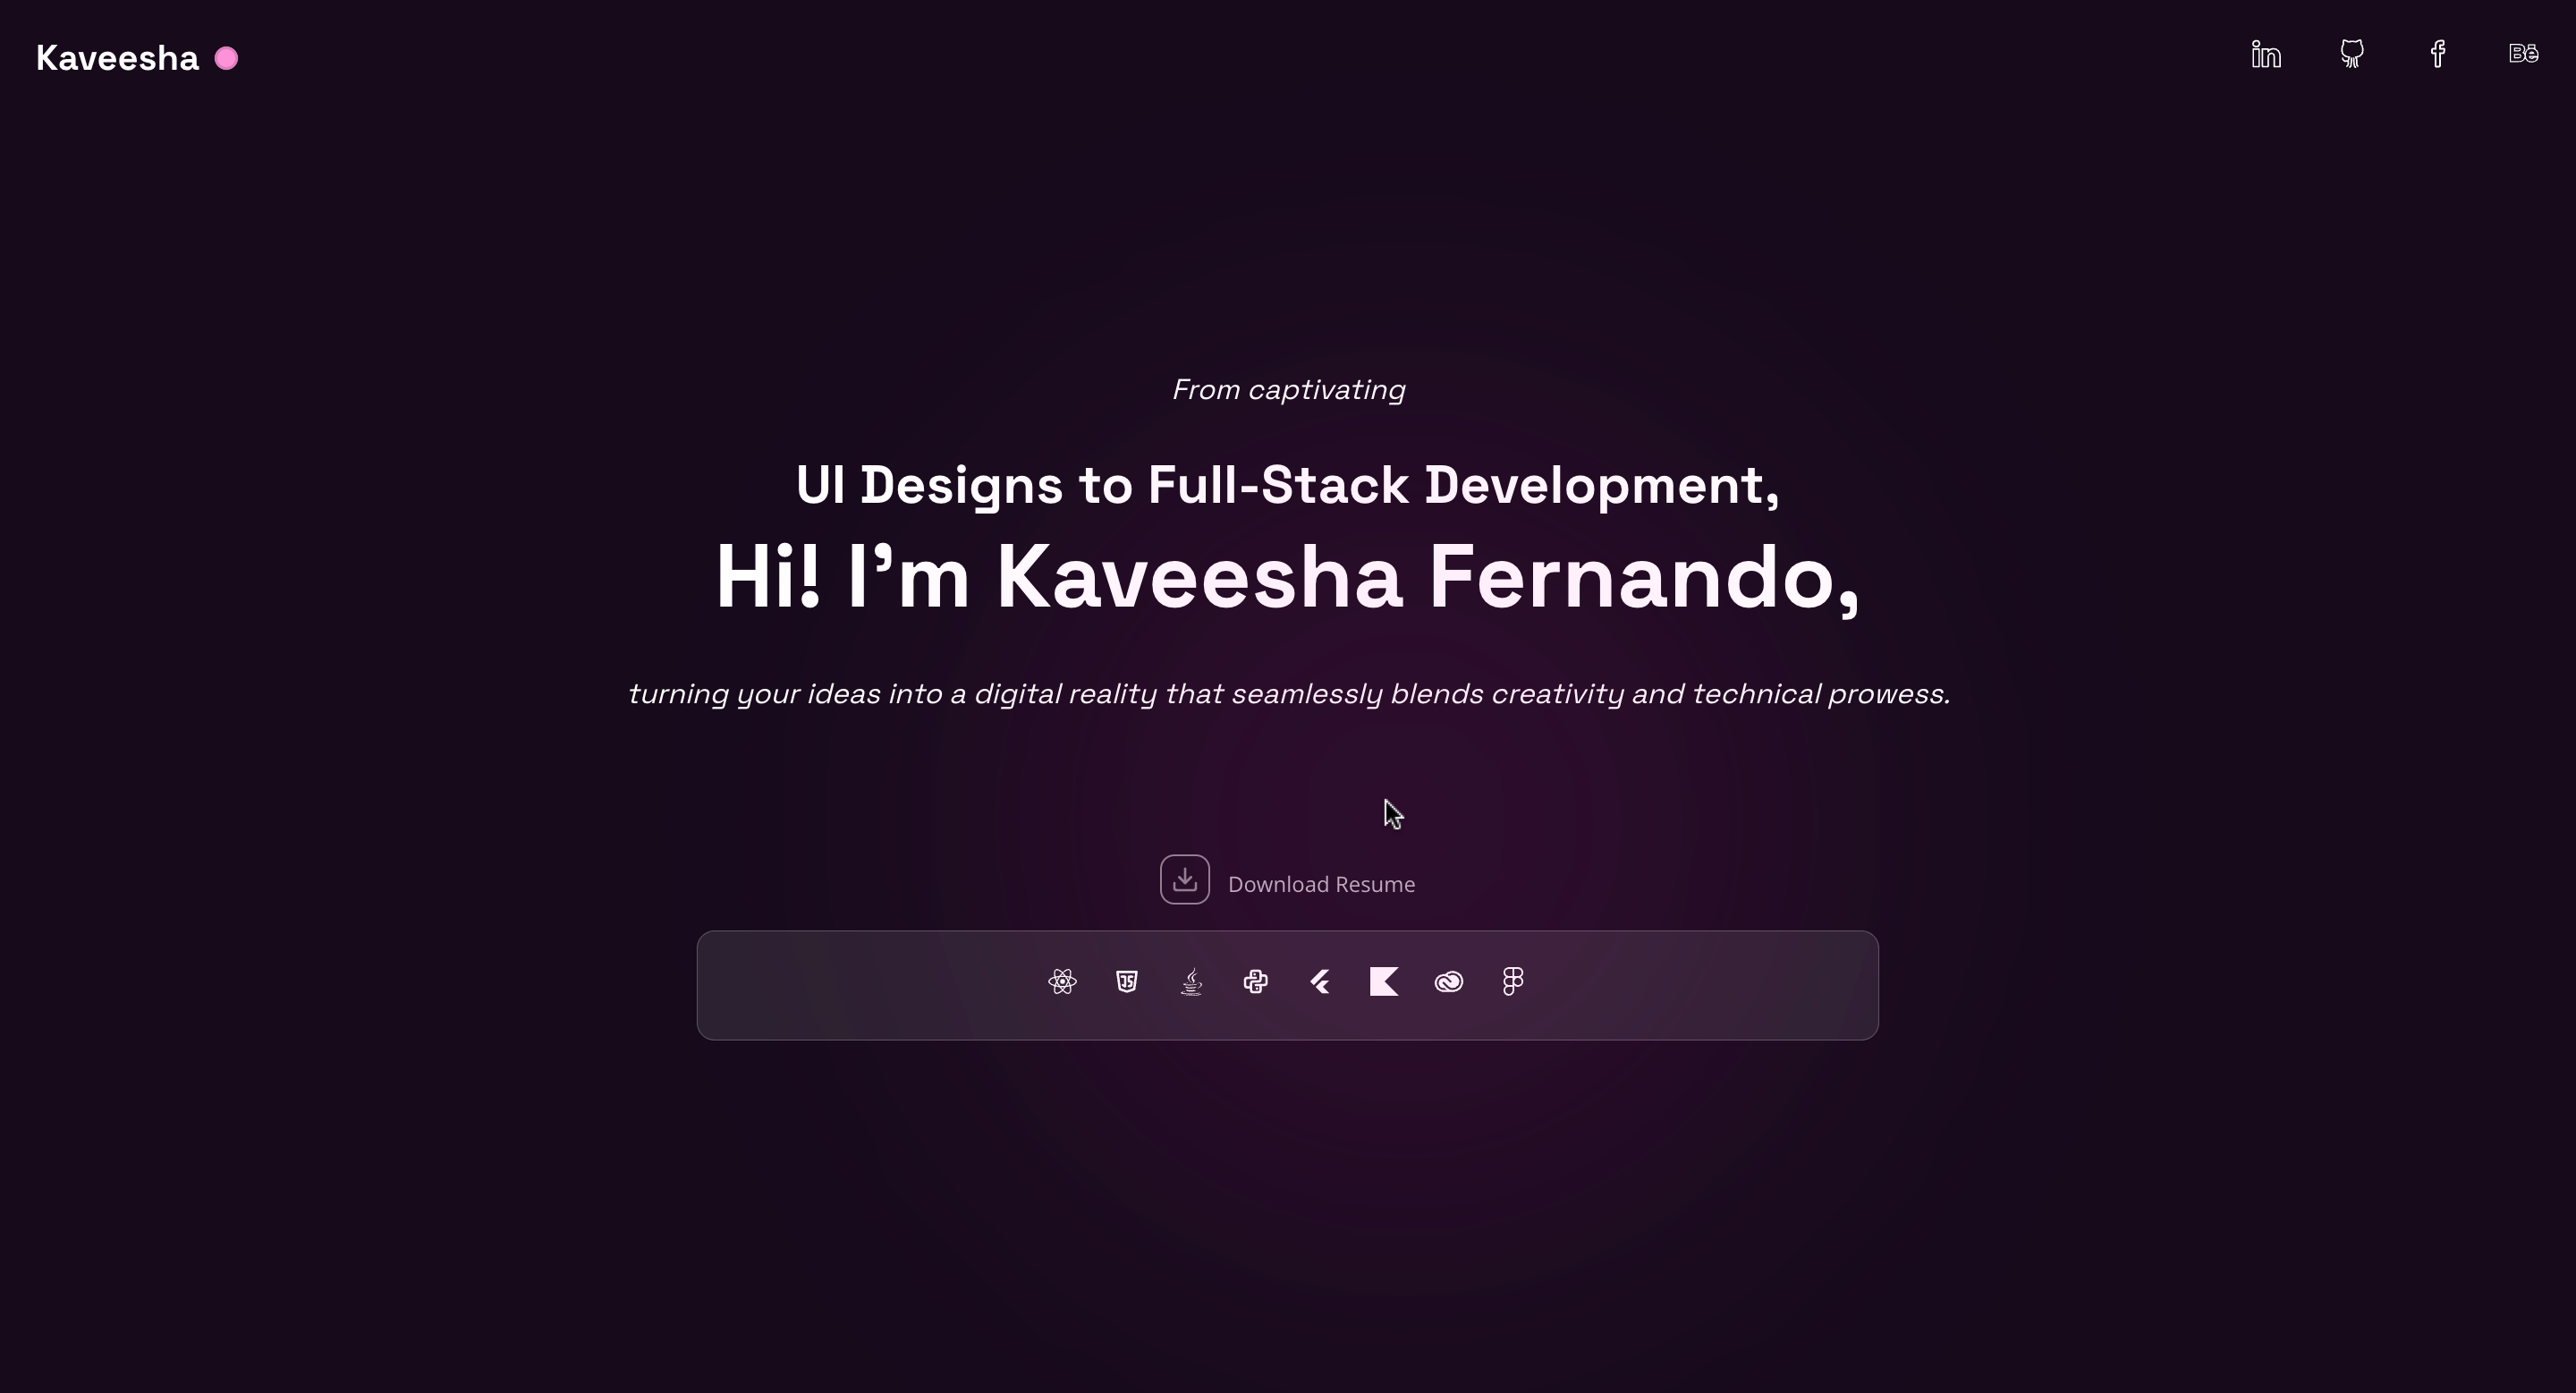 Kaveesha
in f Bē
From captivating
UI Designs to Full-Stack Development,
Hi! I'm Kaveesha Fernando,
turning your ideas into a digital reality that seamlessly blends creativity and technical prowess.
Download Resume
JS